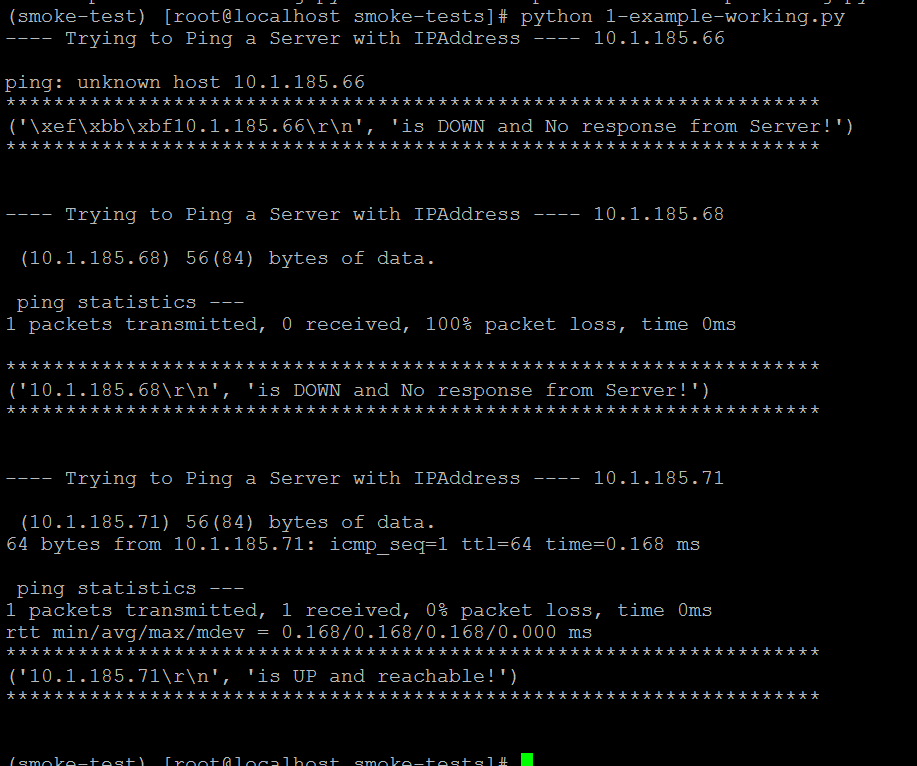 (smoke-test) [root@localhost smoke-tests]# python 1-example-working.py
---- Trying to Ping a Server with IPAddress ---- 10.1.185.66
ping: unknown host 10.1.185.66
********************************************************************
('\xef\xbb\xbf10.1.185.66\r\n', 'is DOWN and No response from Server!')
********************************************************************
---- Trying to Ping a Server with IPAddress ---- 10.1.185.68
(10.1.185.68) 56(84) bytes of data.
ping statistics ---
1 packets transmitted, 0 received, 100% packet loss, time 0ms
********************************************************************
('10.1.185.68\r\n', 'is DOWN and No response from Server!')
********************************************************************
---- Trying to Ping a Server with IPAddress ---- 10.1.185.71
(10.1.185.71) 56(84) bytes of data.
64 bytes from 10.1.185.71: icmp_seq=1 ttl=64 time=0.168 ms
ping statistics ---
1 packets transmitted, 1 received, 0% packet loss, time 0ms
rtt min/avg/max/mdev = 0.168/0.168/0.168/0.000 ms
********************************************************************
('10.1.185.71\r\n', 'is UP and reachable!')
********************************************************************
(smoke-test) [root@localhost smoke-tests]#